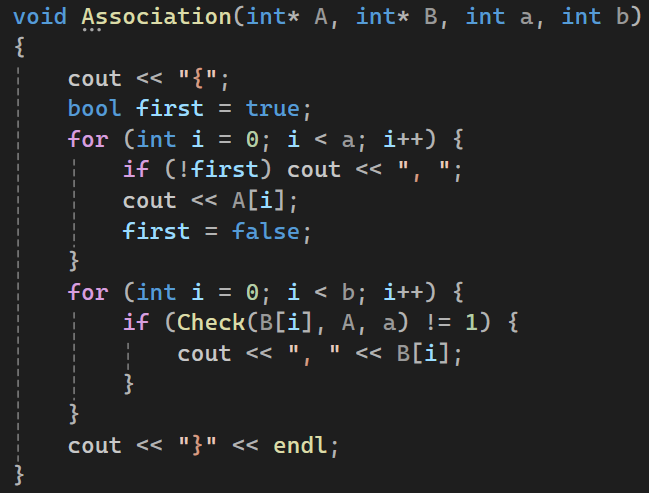 void Association(int* A, int* B, int a, int b)
{
    cout << "{";
    bool first = true;
    for (int i = 0; i < a; i++) {
        if (!first) cout << ", ";
        cout << A[i];
        first = false;
    }
    for (int i = 0; i < b; i++) {
        if (Check(B[i], A, a) != 1) {
            cout << ", " << B[i];
        }
    }
    cout << "}" << endl;
}